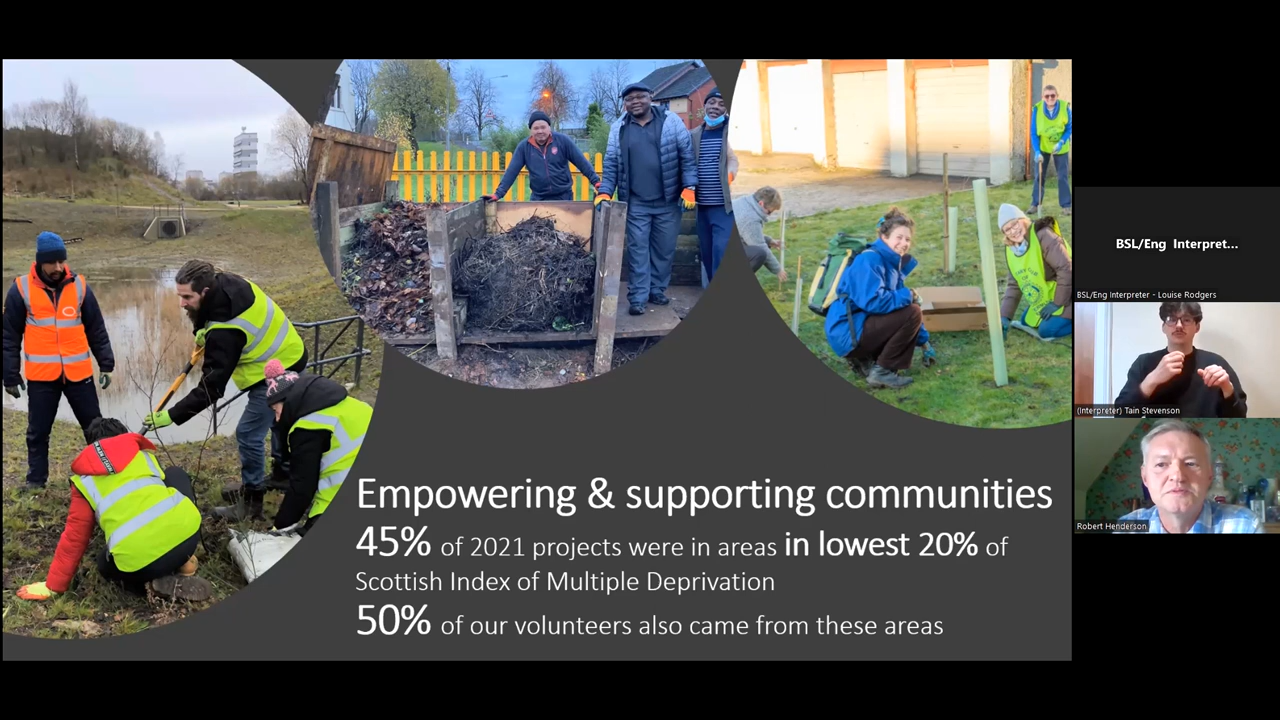 Empowering & supporting communities
45% of 2021 projects were in areas in lowest 20% of
Scottish Index of Multiple Deprivation
50% of our volunteers also came from these areas
BSL/Eng Interpret...
BSL/Eng Interpreter - Louise Rodgers
(Interpreter) Tain Stevenson
Robert Henderson